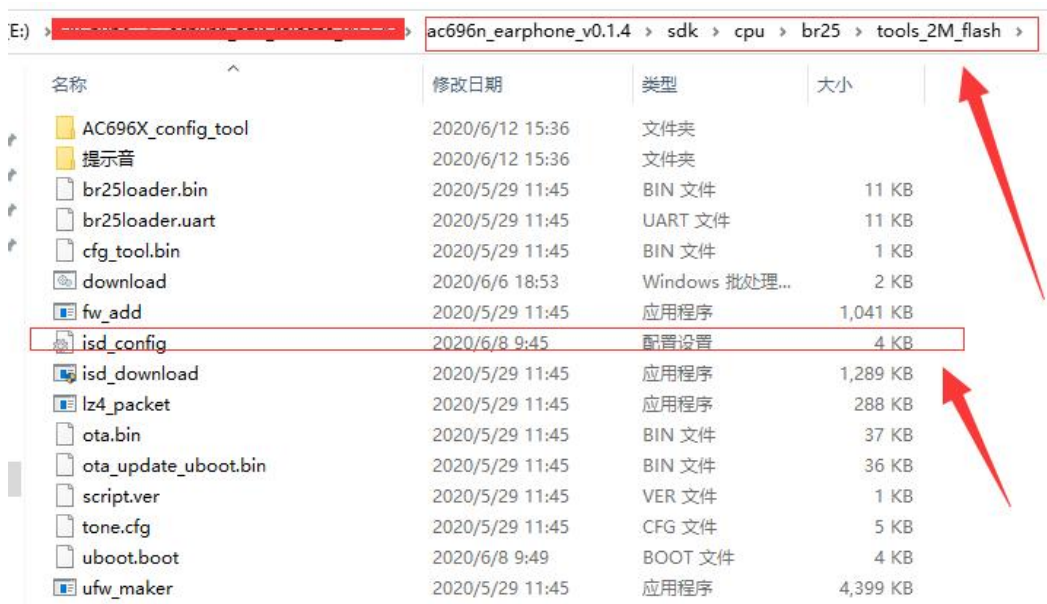 E:) > > ac696n_earphone_v0.1.4 > sdk > cpu > br25 > tools_2M_flash >
名称 修改日期 类型 大小
AC696X_config_tool 2020/6/12 15:36 文件夹
提示音 2020/6/12 15:36 文件夹
br25loader.bin 2020/5/29 11:45 BIN 文件 11 KB
br25loader.uart 2020/5/29 11:45 UART 文件 11 KB
cfg_tool.bin 2020/5/29 11:45 BIN 文件 1 KB
download 2020/6/6 18:53 Windows 批处理... 2 KB
fw_add 2020/5/29 11:45 应用程序 1,041 KB
isd_config 2020/6/8 9:45 配置设置 4 KB
isd_download 2020/5/29 11:45 应用程序 1,289 KB
lz4_packet 2020/5/29 11:45 应用程序 288 KB
ota.bin 2020/5/29 11:45 BIN 文件 37 KB
ota_update_uboot.bin 2020/5/29 11:45 BIN 文件 36 KB
script.ver 2020/5/29 11:45 VER 文件 1 KB
tone.cfg 2020/5/29 11:45 CFG 文件 5 KB
uboot.boot 2020/6/8 9:49 BOOT 文件 4 KB
ufw_maker 2020/5/29 11:45 应用程序 4,399 KB